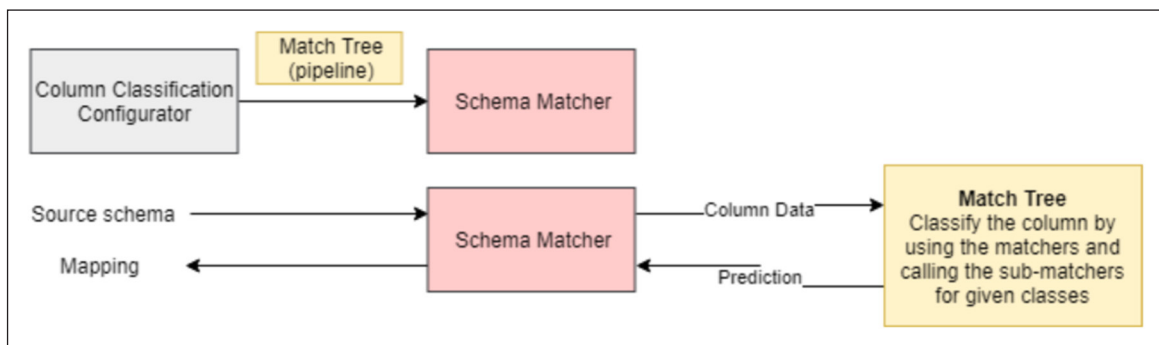 Match Tree
(pipeline)
Column Classification
Configurator
Schema Matcher
Source schema
Mapping
Schema Matcher
Column Data
Prediction
Match Tree
Classify the column by
using the matchers and
calling the sub-matchers
for given classes